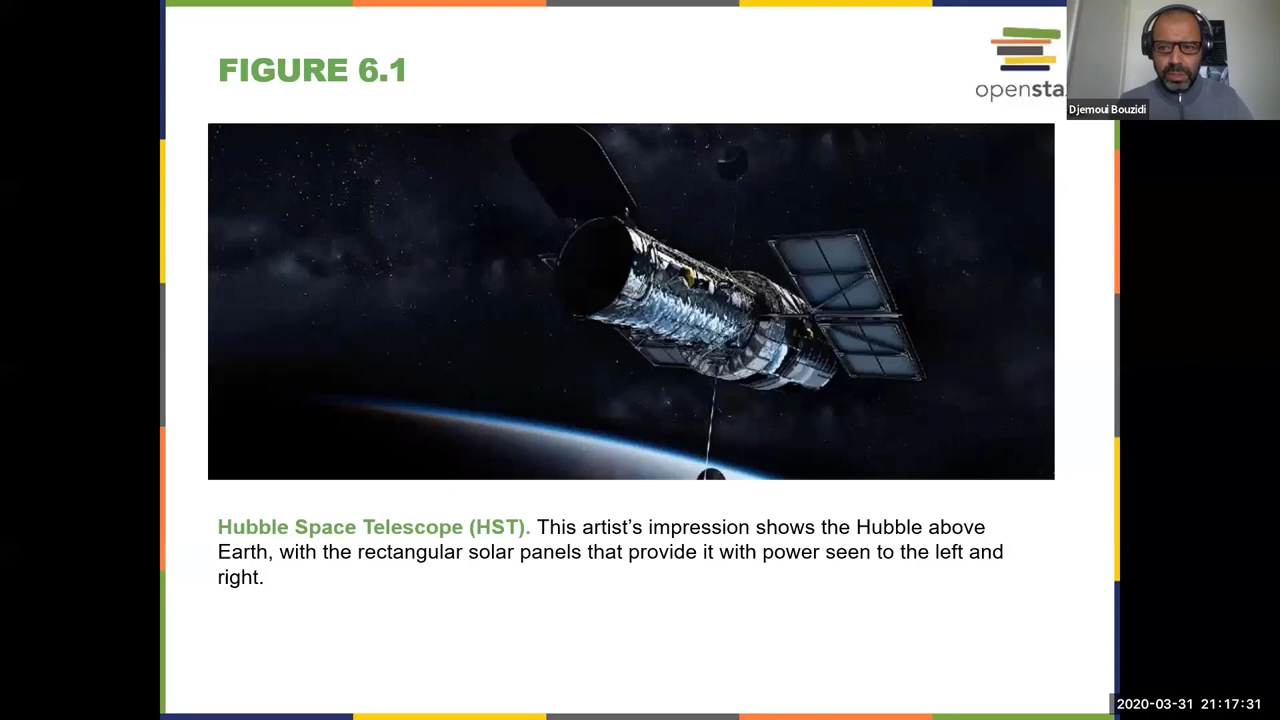 FIGURE 6.1
opensta
Djemoui Bouzidi
Hubble Space Telescope (HST). This artist’s impression shows the Hubble above
Earth, with the rectangular solar panels that provide it with power seen to the left and
right.
2020-03-31 21:17:31